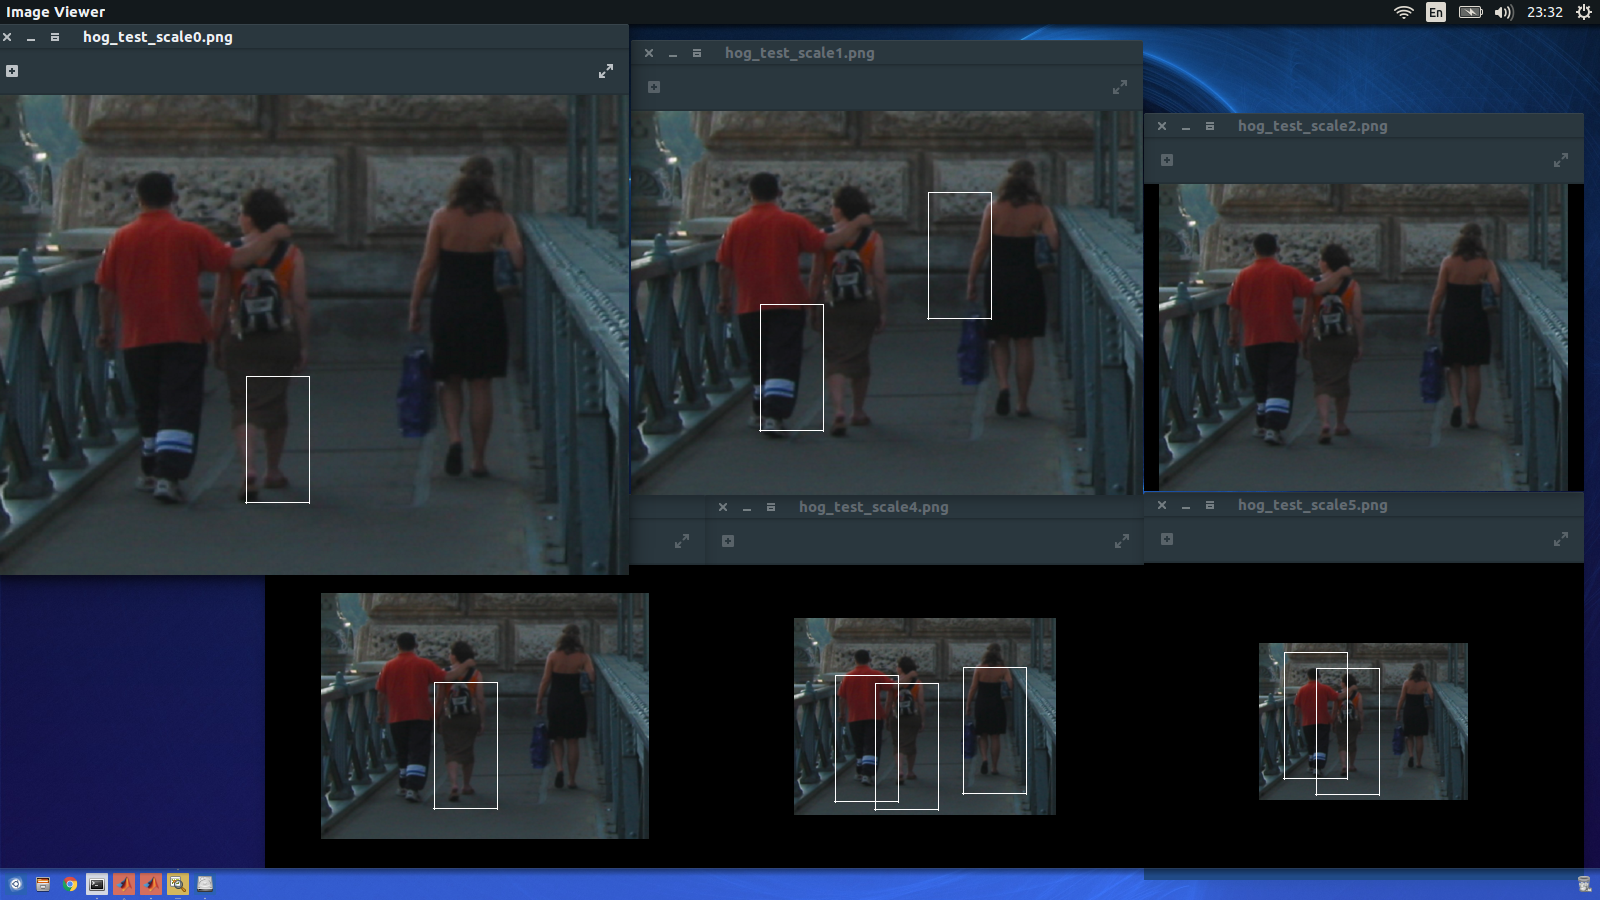 Image Viewer
En
23:32
hog_test_scale0.png
hog_test_scale1.png
hog_test_scale2.png
hog_test_scale4.png
hog_test_scale5.png